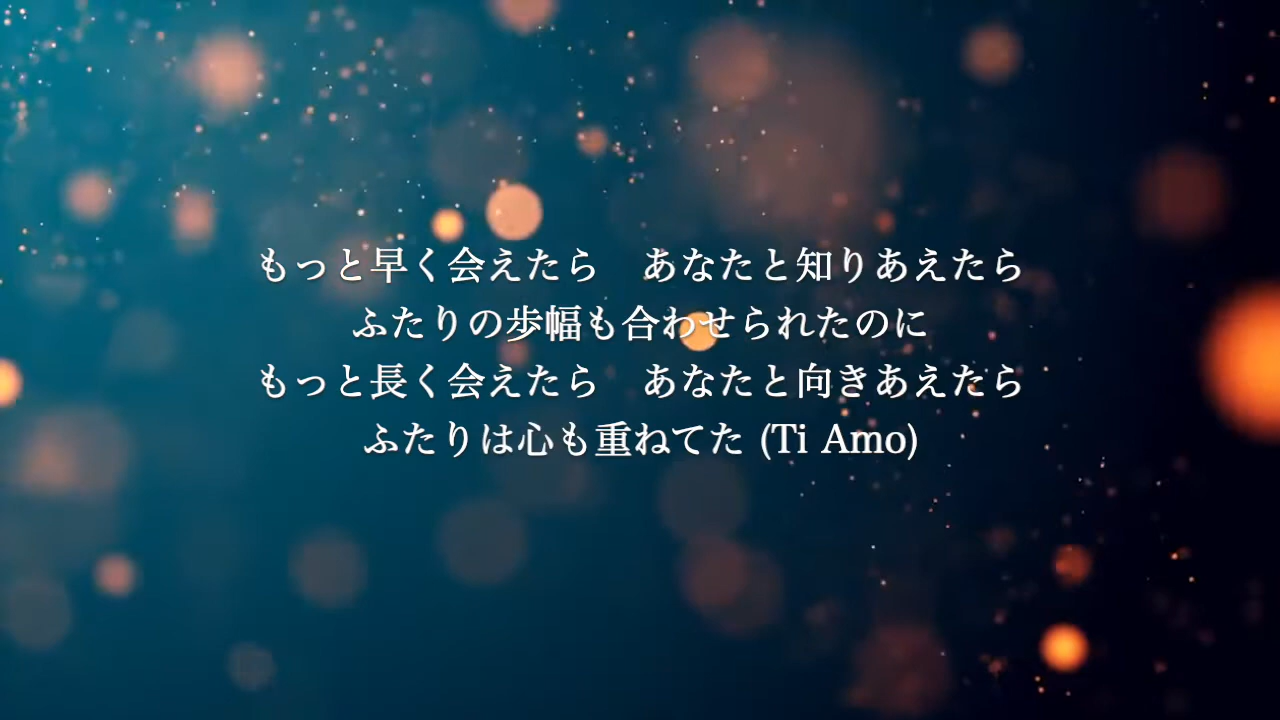 もっと早く会えたら　あなたと知りあえたら
ふたりの歩幅も合わせられたのに
もっと長く会えたら　あなたと向きあえたら
ふたりは心も重ねてた (Ti Amo)